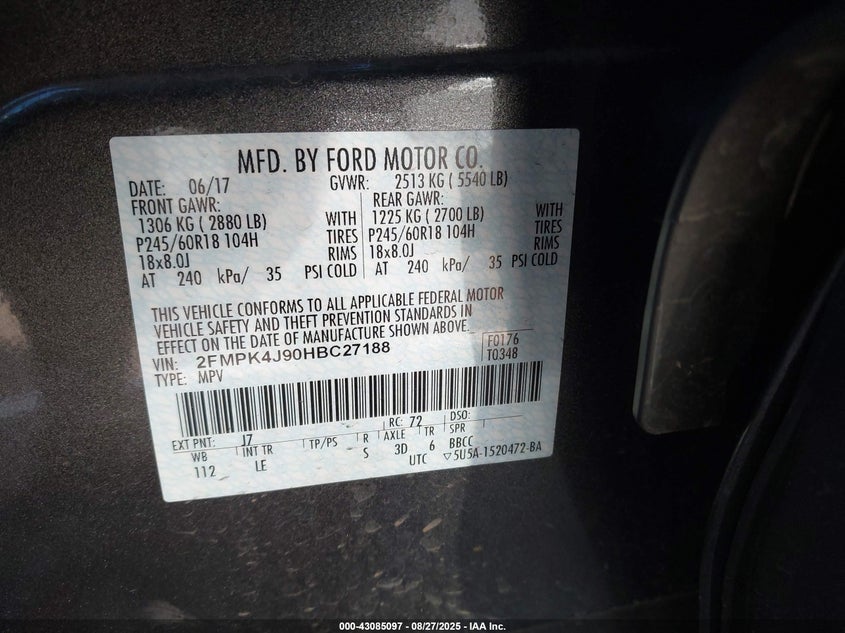 MFD. BY FORD MOTOR CO.
DATE: 06/17 GVWR: 2513 KG ( 5540 LB)
FRONT GAWR: REAR GAWR:
1306 KG ( 2880 LB) WITH 1225 KG ( 2700 LB) WITH
P245/60R18 104H TIRES P245/60R18 104H TIRES
18x8.0J RIMS 18x8.0J RIMS
AT 240 kPa/ 35 PSI COLD AT 240 kPa/ 35 PSI COLD
THIS VEHICLE CONFORMS TO ALL APPLICABLE FEDERAL MOTOR
VEHICLE SAFETY AND THEFT PREVENTION STANDARDS IN
EFFECT ON THE DATE OF MANUFACTURE SHOWN ABOVE.
VIN: 2FMPK4J90HBC27188 F0176
TYPE: MPV T0348
RC: 72 DSO:
EXT PNT: J7 R AXLE TR SPR
WB INT TR TP/PS S 3D 6 BBCC
112 LE UTC ▽5U5A-1520472-BA
000-43085097 - 08/27/2025 - IAA Inc.